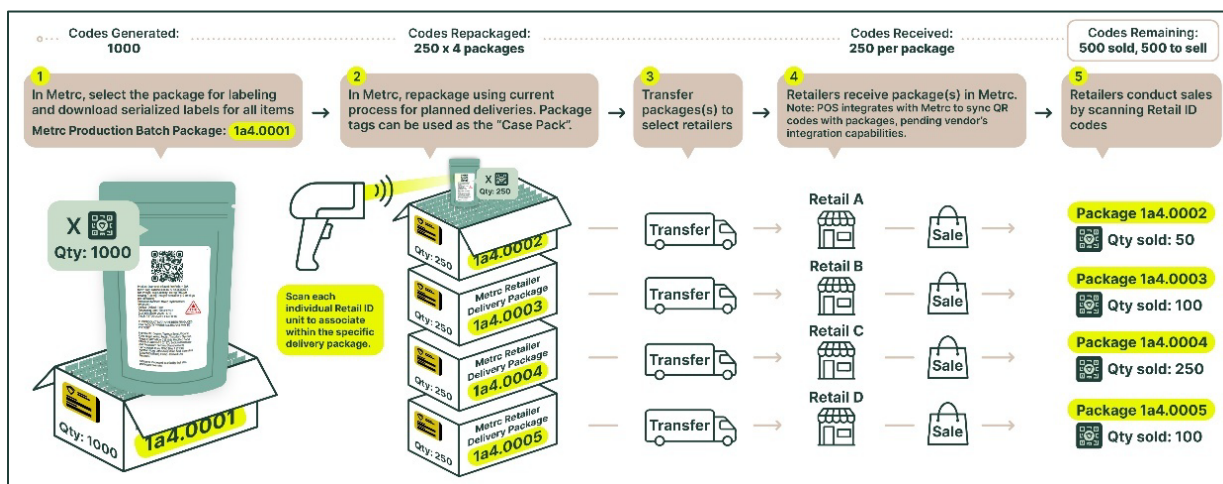 Codes Generated:
1000
Codes Repackaged:
250 x 4 packages
Codes Received:
250 per package
Codes Remaining:
500 sold, 500 to sell
1
In Metrc, select the package for labeling
and download serialized labels for all items
Metrc Production Batch Package: 1a4.0001
2
In Metrc, repackage using current
process for planned deliveries. Package
tags can be used as the “Case Pack”.
3
Transfer
packages(s) to
select retailers
4
Retailers receive package(s) in Metrc.
Note: POS integrates with Metrc to sync QR
codes with packages, pending vendor's
integration capabilities.
5
Retailers conduct sales
by scanning Retail ID
codes
X
Qty: 1000
Qty: 1000
1a4.0001
Scan each
individual Retail ID
unit to associate
within the specific
delivery package.
X
Qty: 250
Qty: 250
1a4.0002
Qty: 250
Metrc Retailer
Delivery Package
1a4.0003
Qty: 250
Metrc Retailer
Delivery Package
1a4.0004
Qty: 250
Metrc Retailer
Delivery Package
1a4.0005
Transfer
Retail A
Sale
Package 1a4.0002
Qty sold: 50
Transfer
Retail B
Sale
Package 1a4.0003
Qty sold: 100
Transfer
Retail C
Sale
Package 1a4.0004
Qty sold: 250
Transfer
Retail D
Sale
Package 1a4.0005
Qty sold: 100